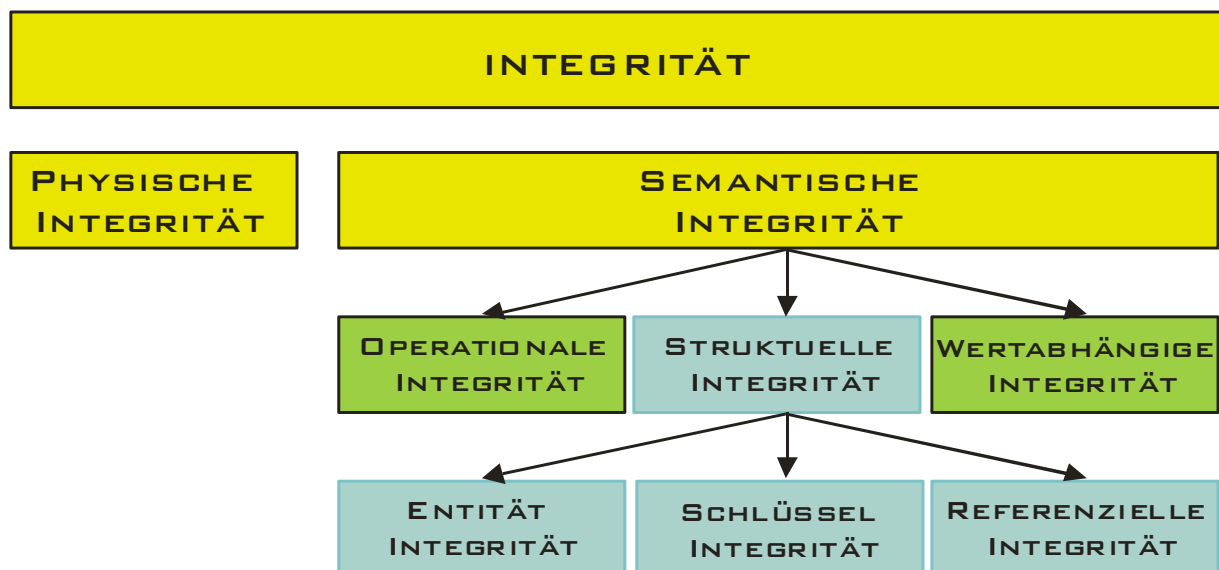 INTEGRITÄT
PHYSISCHE
INTEGRITÄT
SEMANTISCHE
INTEGRITÄT
OPERATIONALE
INTEGRITÄT
STRUKTUELLE
INTEGRITÄT
WERTABHÄNGIGE
INTEGRITÄT
ENTITÄT
INTEGRITÄT
SCHLÜSSEL
INTEGRITÄT
REFERENZIELLE
INTEGRITÄT